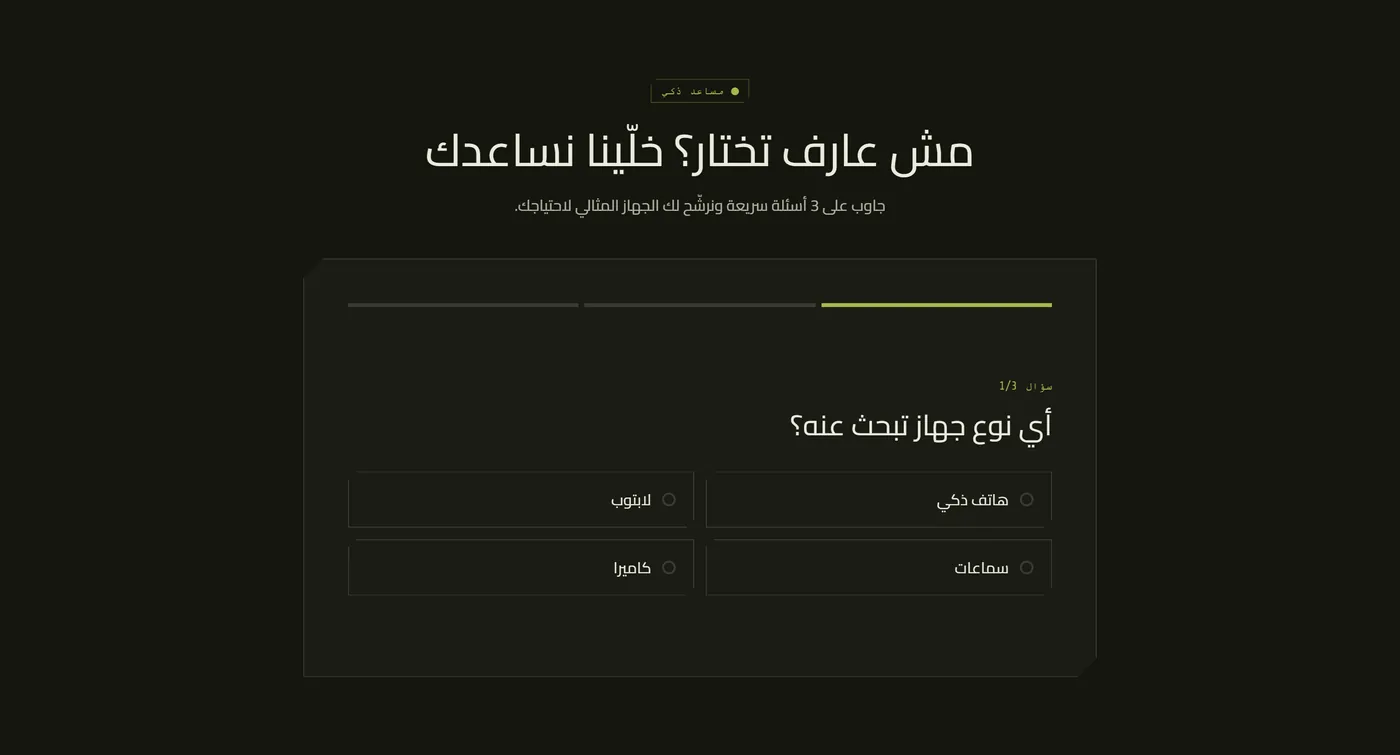 مساعد ذكي
مش عارف تختار؟ خلّينا نساعدك
جاوب على 3 أسئلة سريعة ونرشّح لك الجهاز المثالي لاحتياجك.
سؤال 1/3
أي نوع جهاز تبحث عنه؟
هاتف ذكي
لابتوب
سماعات
كاميرا